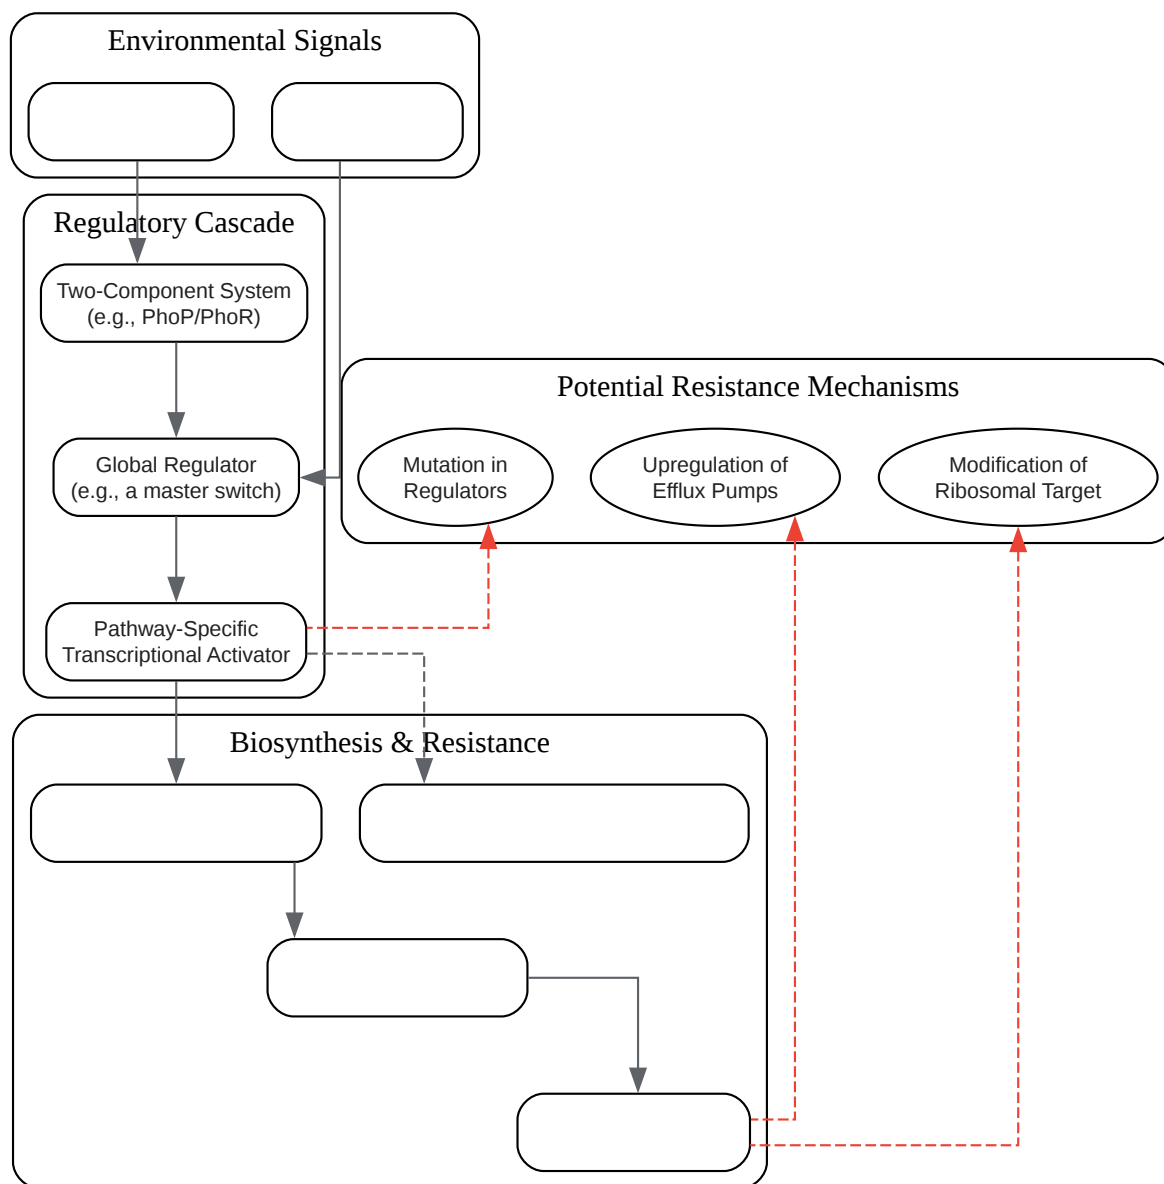 Environmental Signals
Regulatory Cascade
Two-Component System
(e.g., PhoP/PhoR)
Potential Resistance Mechanisms
Global Regulator
(e.g., a master switch)
Mutation in
Regulators
Upregulation of
Efflux Pumps
Modification of
Ribosomal Target
Pathway-Specific
Transcriptional Activator
Biosynthesis & Resistance